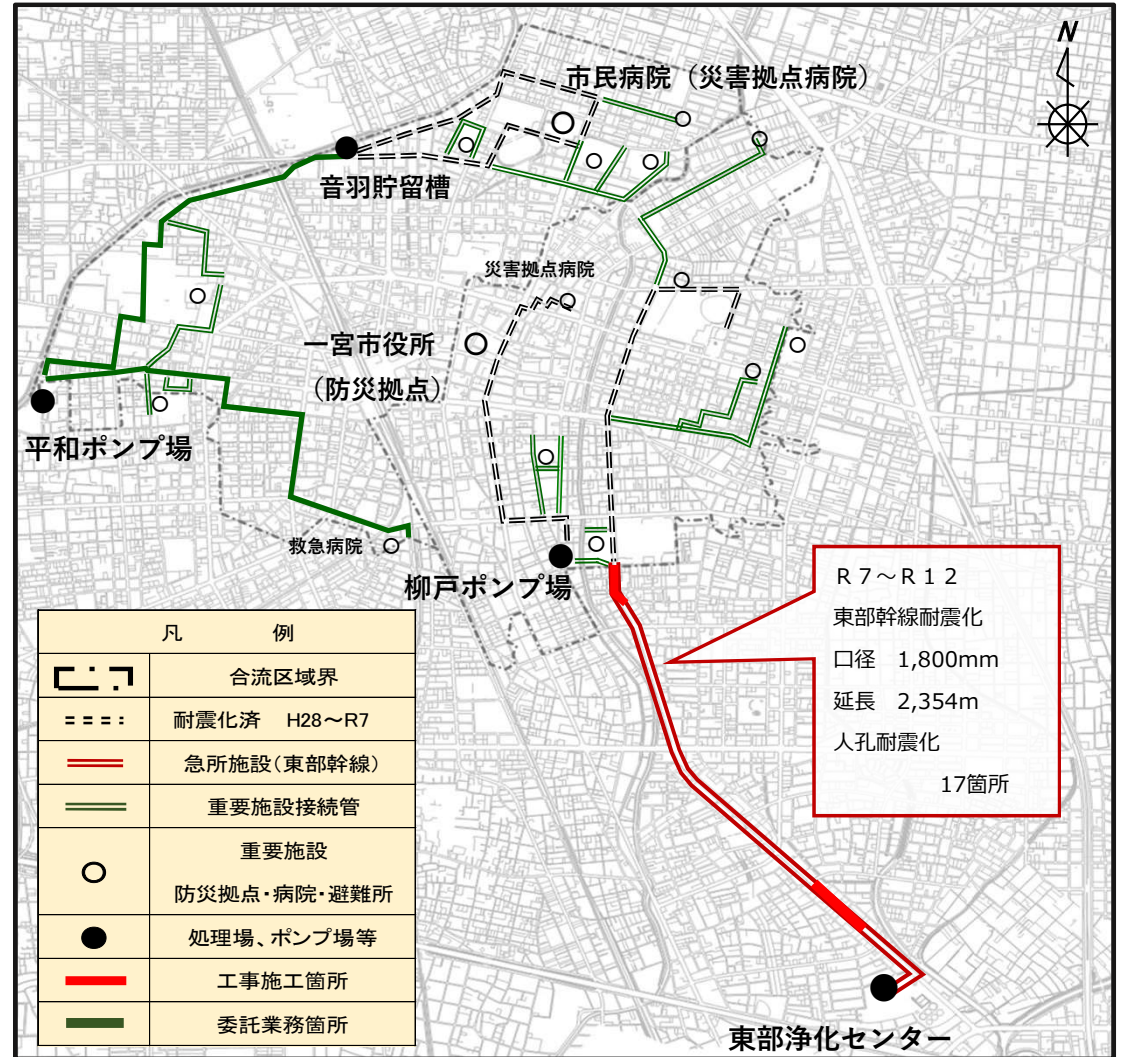 N
市民病院（災害拠点病院）
音羽貯留槽
災害拠点病院
一宮市役所
（防災拠点）
平和ポンプ場
救急病院
柳戸ポンプ場
R７～R１２
東部幹線耐震化
口径　1,800mm
延長　2,354m
人孔耐震化
17箇所
凡　例
合流区域界
耐震化済　H28～R7
急所施設（東部幹線）
重要施設接続管
重要施設
防災拠点・病院・避難所
処理場、ポンプ場等
工事施工箇所
委託業務箇所
東部浄化センター